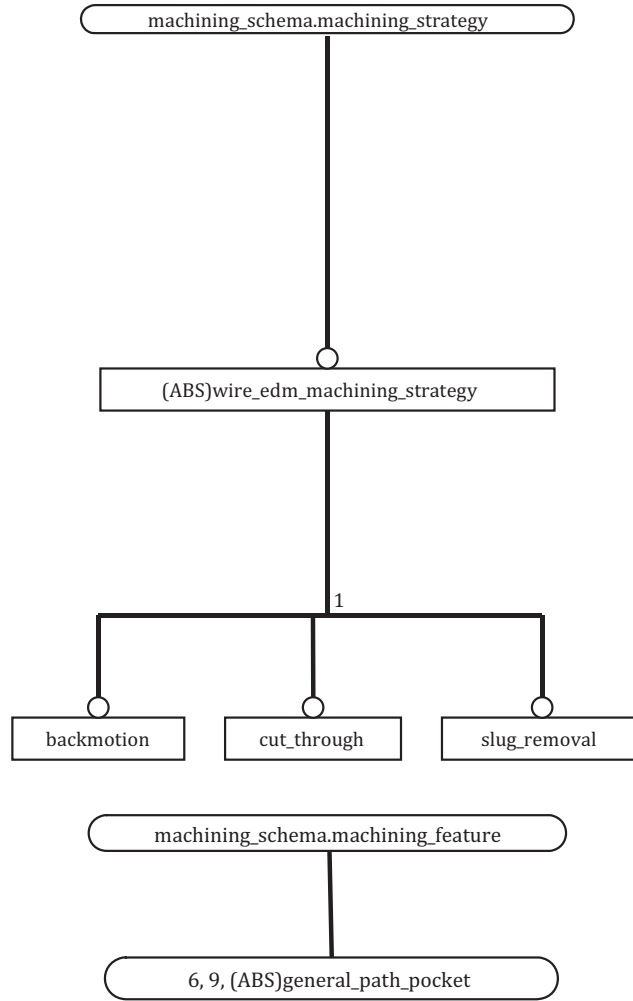 machining_schema.machining_strategy
(ABS)wire_edm_machining_strategy
1
backmotion
cut_through
slug_removal
machining_schema.machining_feature
6, 9, (ABS)general_path_pocket